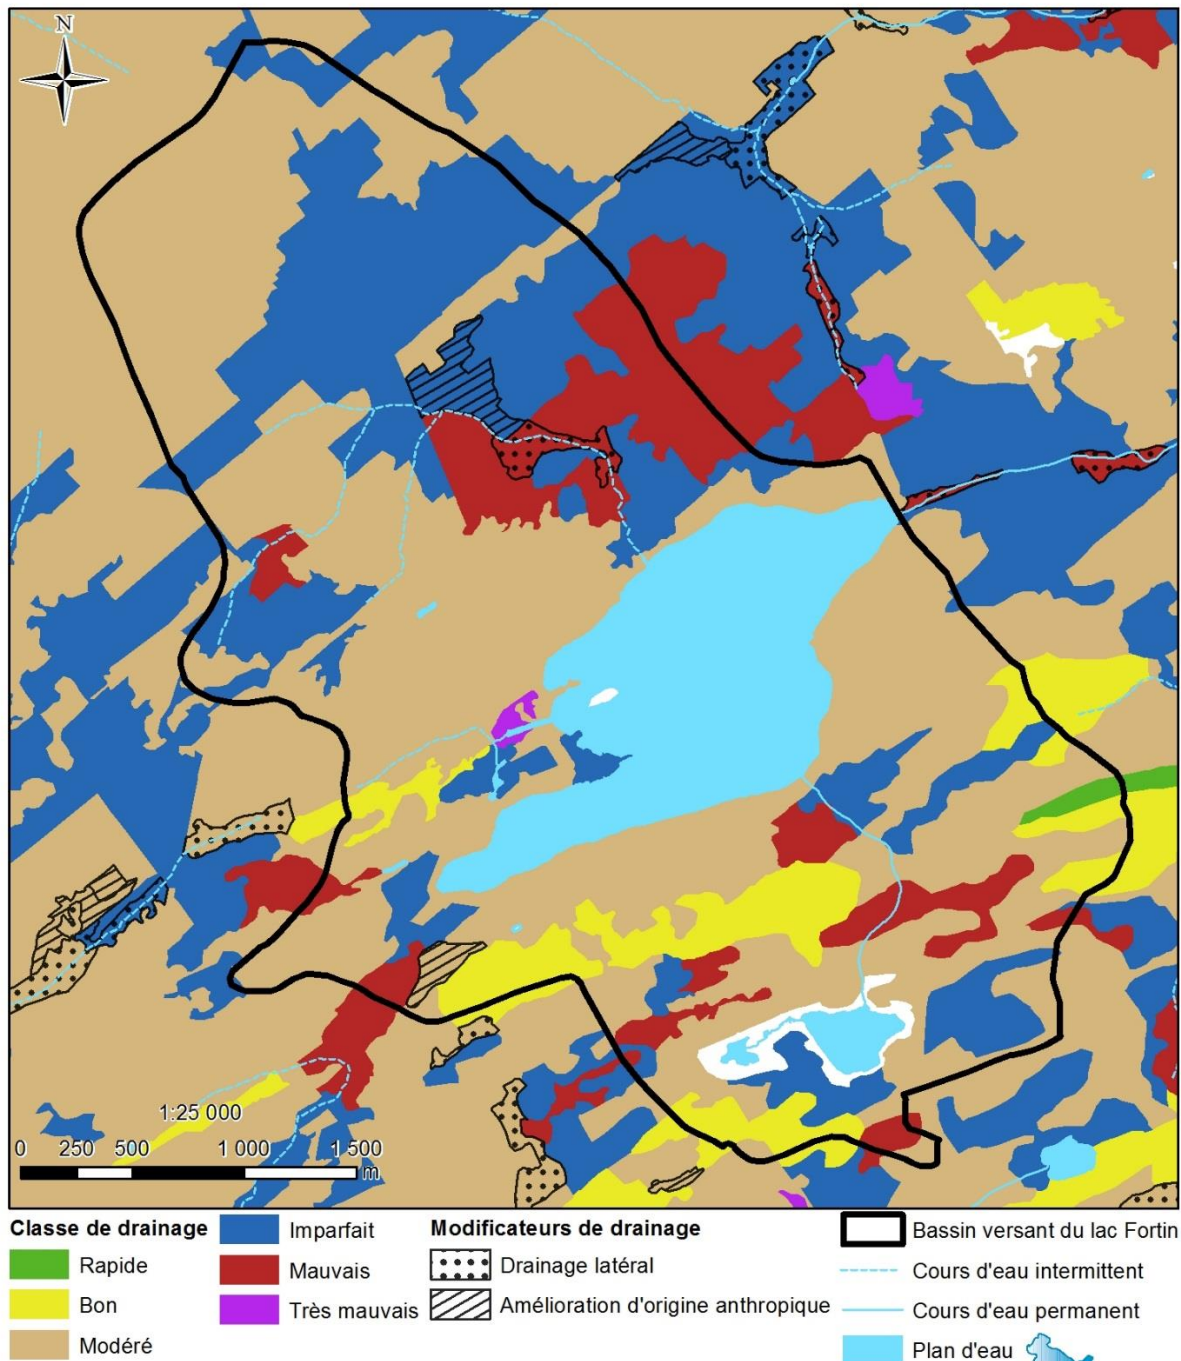 N
1:25 000
0 250 500 1 000 1 500
m
Classe de drainage
Rapide
Bon
Modéré
Imparfait
Mauvais
Très mauvais
Modificateurs de drainage
Drainage latéral
Amélioration d'origine anthropique
Bassin versant du lac Fortin
Cours d'eau intermittent
Cours d'eau permanent
Plan d'eau